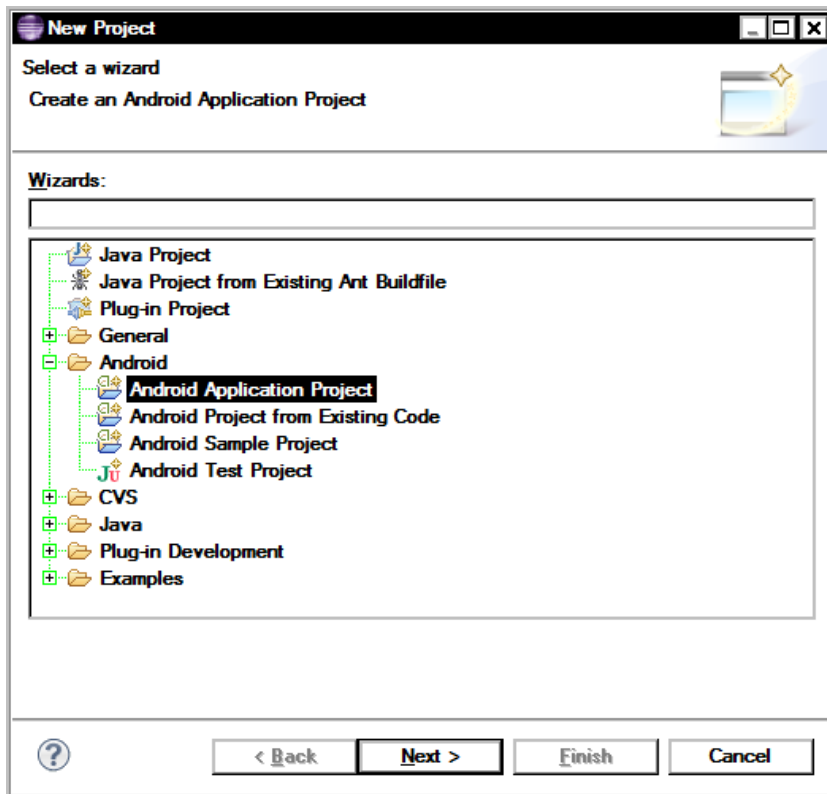 New Project
Select a wizard
Create an Android Application Project
Wizards:
Java Project
Java Project from Existing Ant Buildfile
Plug-in Project
General
Android
Android Application Project
Android Project from Existing Code
Android Sample Project
Android Test Project
CVS
Java
Plug-in Development
Examples
< Back Next > Finish Cancel